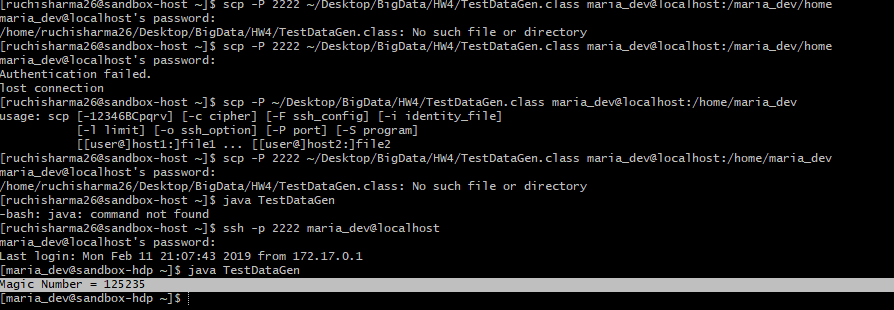 [ruchisharma26@sandbox-host ~]$ scp -P 2222 ~/Desktop/BigData/HW4/TestDataGen.class maria_dev@localhost:maria_dev/home
maria_dev@localhost's password:
/home/ruchisharma26/Desktop/BigData/HW4/TestDataGen.class: No such file or directory
[ruchisharma26@sandbox-host ~]$ scp -P 2222 ~/Desktop/BigData/HW4/TestDataGen.class maria_dev@localhost:maria_dev/home
maria_dev@localhost's password:
Authentication failed.
lost connection
[ruchisharma26@sandbox-host ~]$ scp -P ~/Desktop/BigData/HW4/TestDataGen.class maria_dev@localhost:/home/maria_dev
usage: scp [-12346BCpqrv] [-c cipher] [-F ssh_config] [-i identity_file]
[-l limit] [-o ssh_option] [-P port] [-S program]
[[user@]host1:]file1 ... [[user@]host2:]file2
[ruchisharma26@sandbox-host ~]$ scp -P 2222 ~/Desktop/BigData/HW4/TestDataGen.class maria_dev@localhost:/home/maria_dev
maria_dev@localhost's password:
/home/ruchisharma26/Desktop/BigData/HW4/TestDataGen.class: No such file or directory
[ruchisharma26@sandbox-host ~]$ java TestDataGen
-bash: java: command not found
[ruchisharma26@sandbox-host ~]$ ssh -p 2222 maria_dev@localhost
maria_dev@localhost's password:
Last login: Mon Feb 11 21:07:43 2019 from 172.17.0.1
[maria_dev@sandbox-hdp ~]$ java TestDataGen
Magic Number = 125235
[maria_dev@sandbox-hdp ~]$